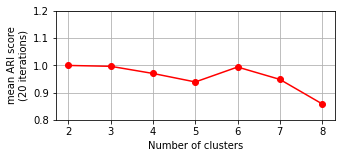 mean ARI score
(20 iterations)
1.2
1.1
1.0
0.9
0.8
2 3 4 5 6 7 8
Number of clusters